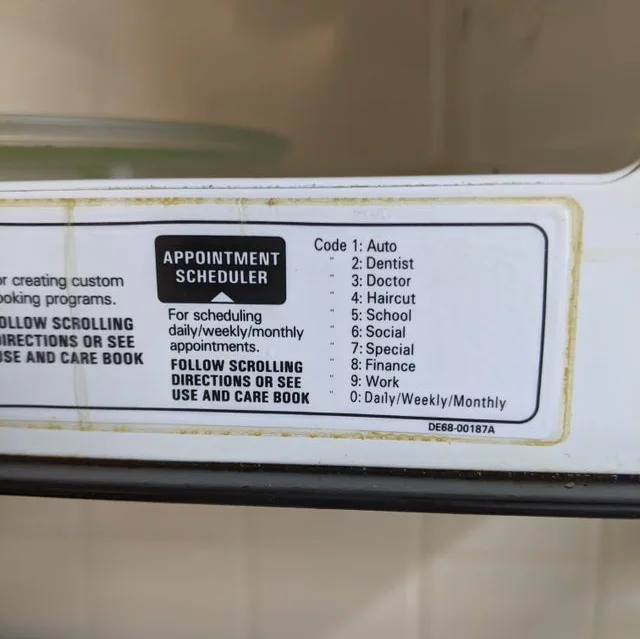 r creating custom
ooking programs.
OLLOW SCROLLING
IRECTIONS OR SEE
USE AND CARE BOOK
APPOINTMENT
SCHEDULER
For scheduling
daily/weekly/monthly
appointments.
FOLLOW SCROLLING
DIRECTIONS OR SEE
USE AND CARE BOOK
Code 1: Auto
" 2: Dentist
" 3: Doctor
" 4: Haircut
" 5: School
" 6: Social
" 7: Special
" 8: Finance
" 9: Work
" 0: Daily/Weekly/Monthly
DE68-00187A